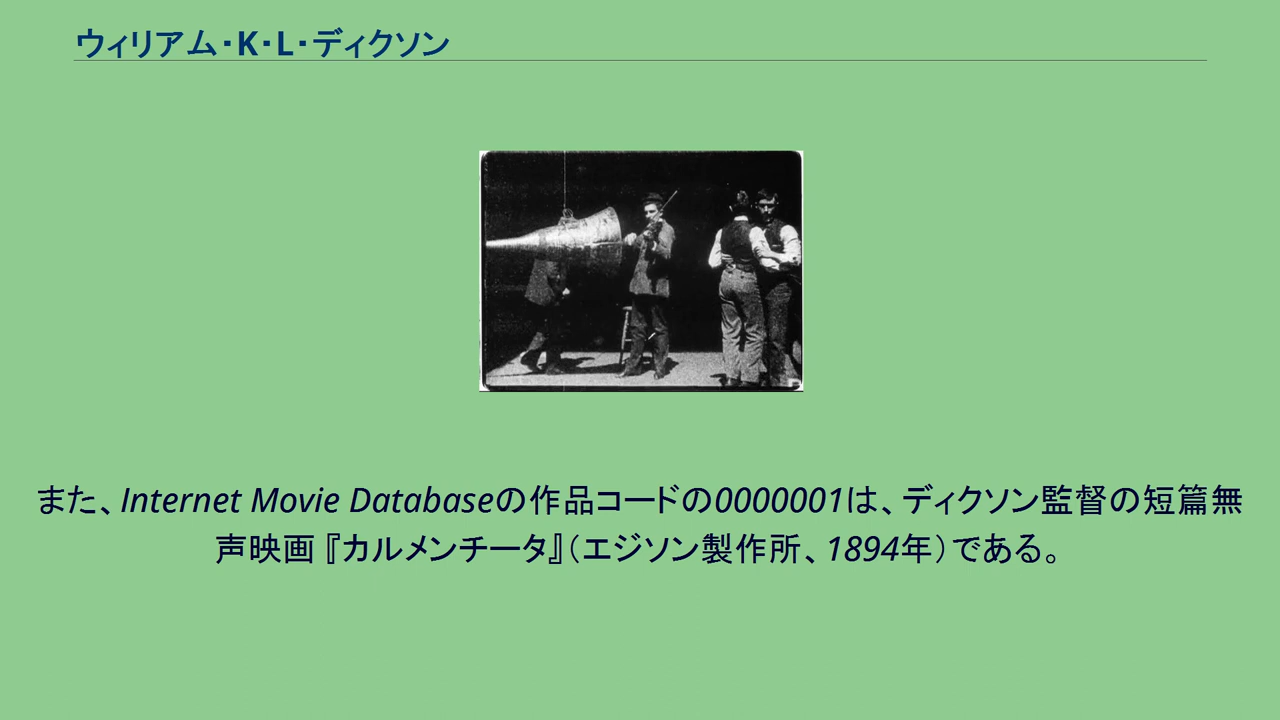 ウィリアム・K・L・ディクソン
また、Internet Movie Databaseの作品コードの0000001は、ディクソン監督の短篇無
声映画『カルメンチータ』（エジソン製作所、1894年）である。